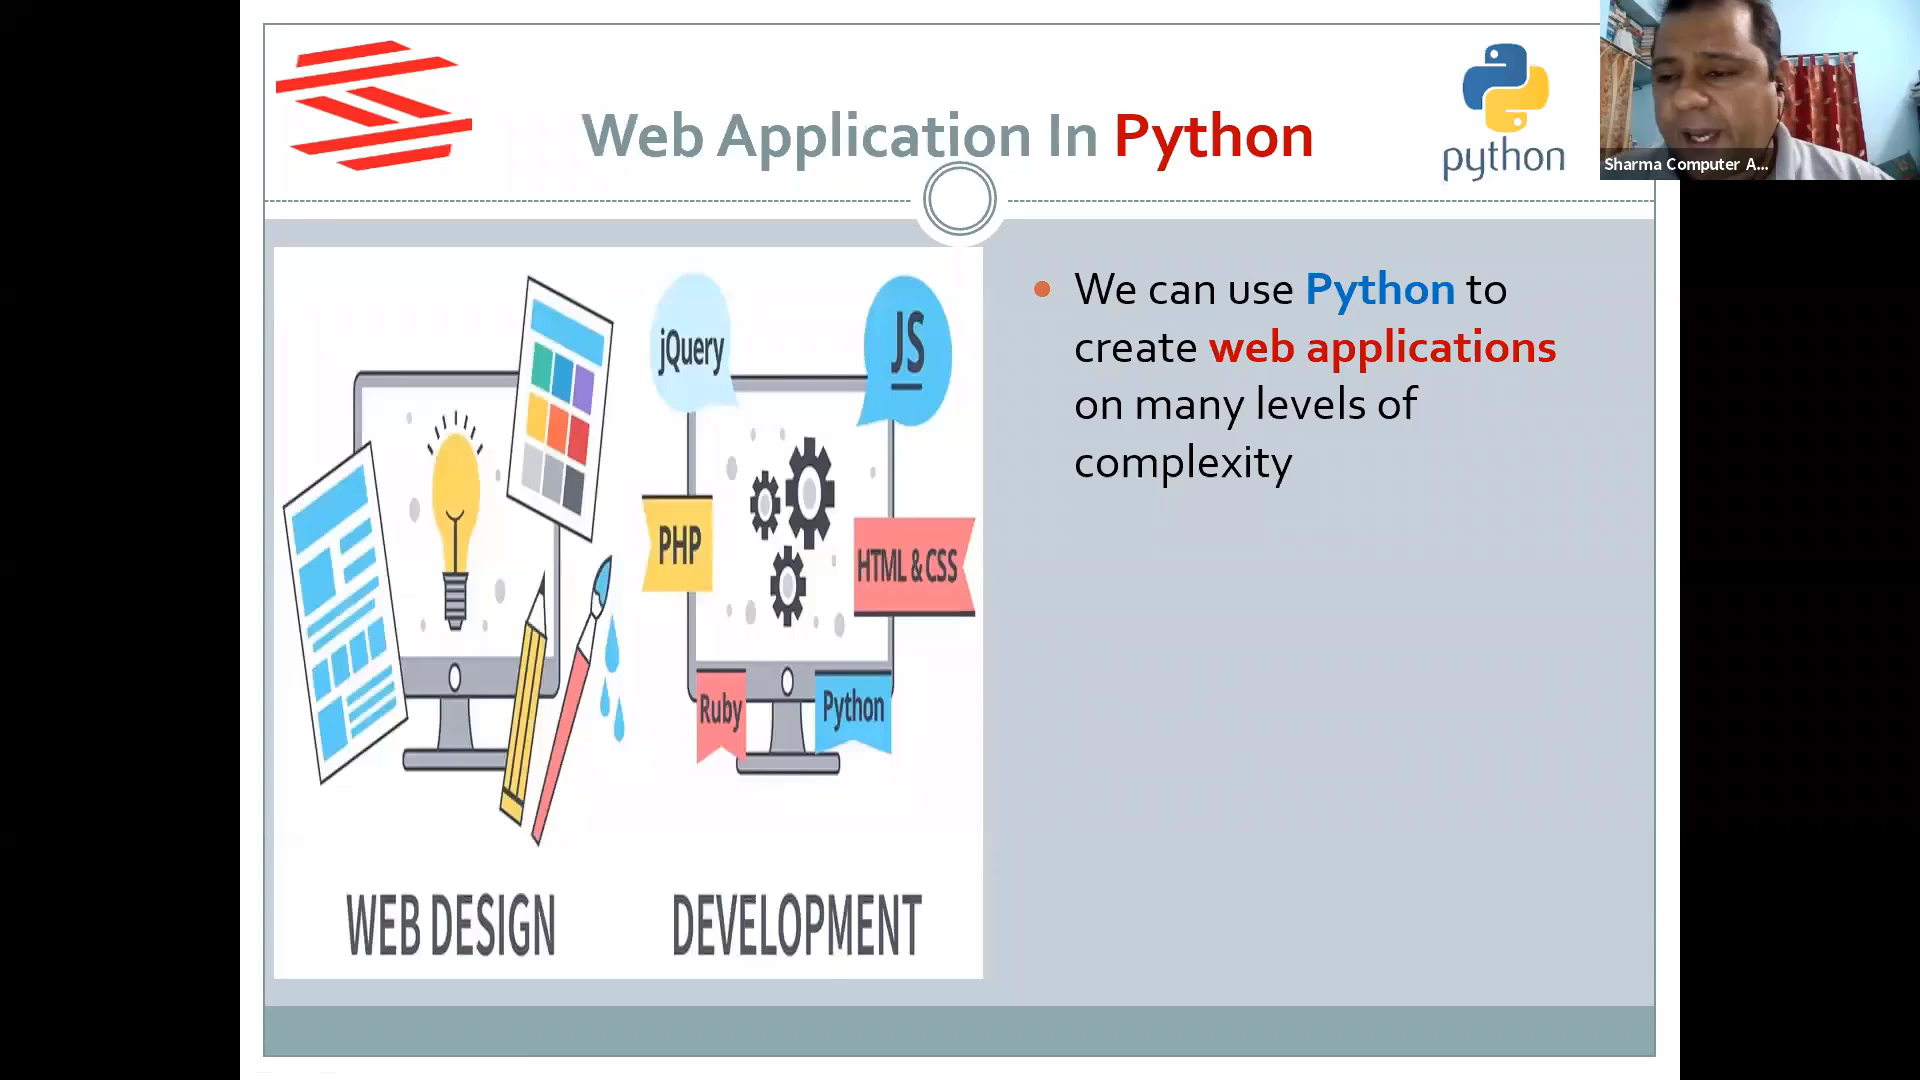 Web Application In Python
python
Sharma Computer A...
We can use Python to
create web applications
on many levels of
complexity
jQuery
JS
PHP
HTML & CSS
Ruby
Python
WEB DESIGN
DEVELOPMENT